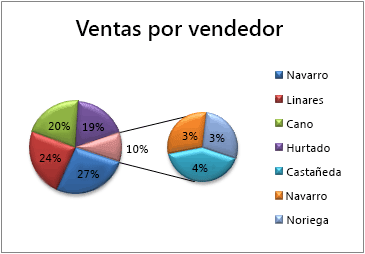 Ventas por vendedor
20%
19%
24%
27%
10%
3%
3%
4%
Navarro
Linares
Cano
Hurtado
Castañeda
Navarro
Noriega